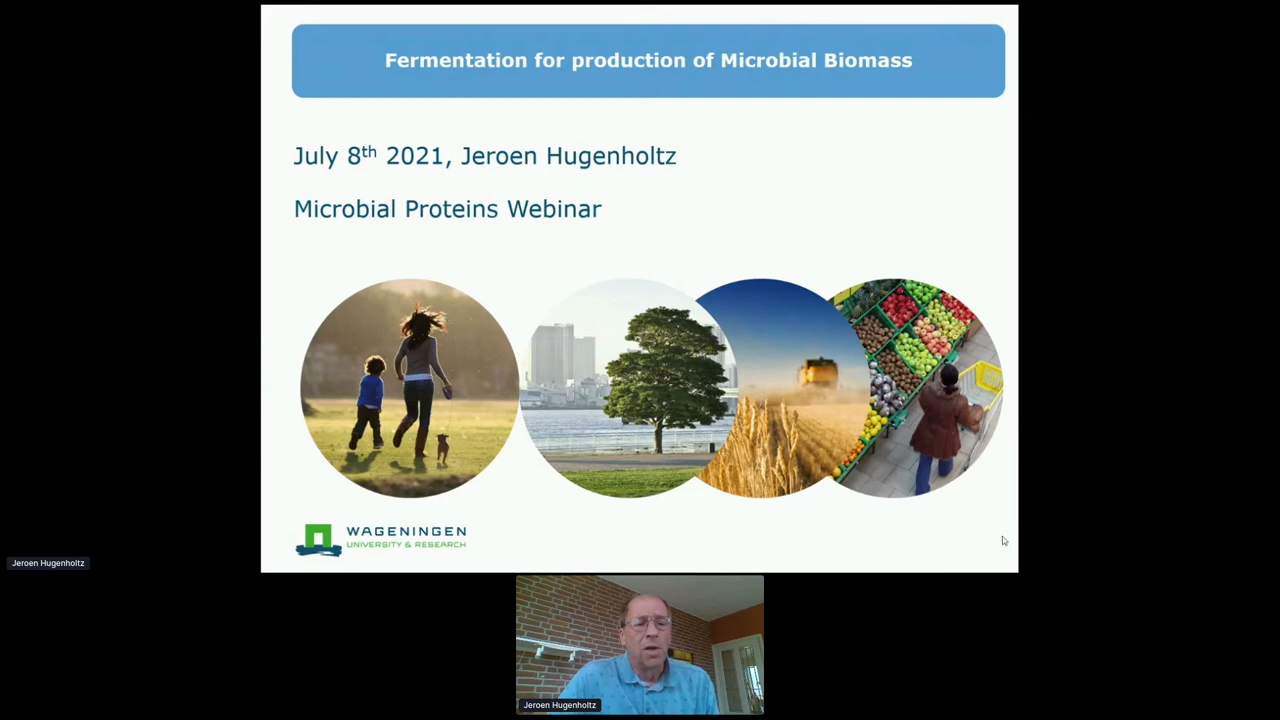 Fermentation for production of Microbial Biomass
July 8th 2021, Jeroen Hugenholtz
Microbial Proteins Webinar
WAGENINGEN
UNIVERSITY & RESEARCH
Jeroen Hugenholtz
Jeroen Hugenholtz